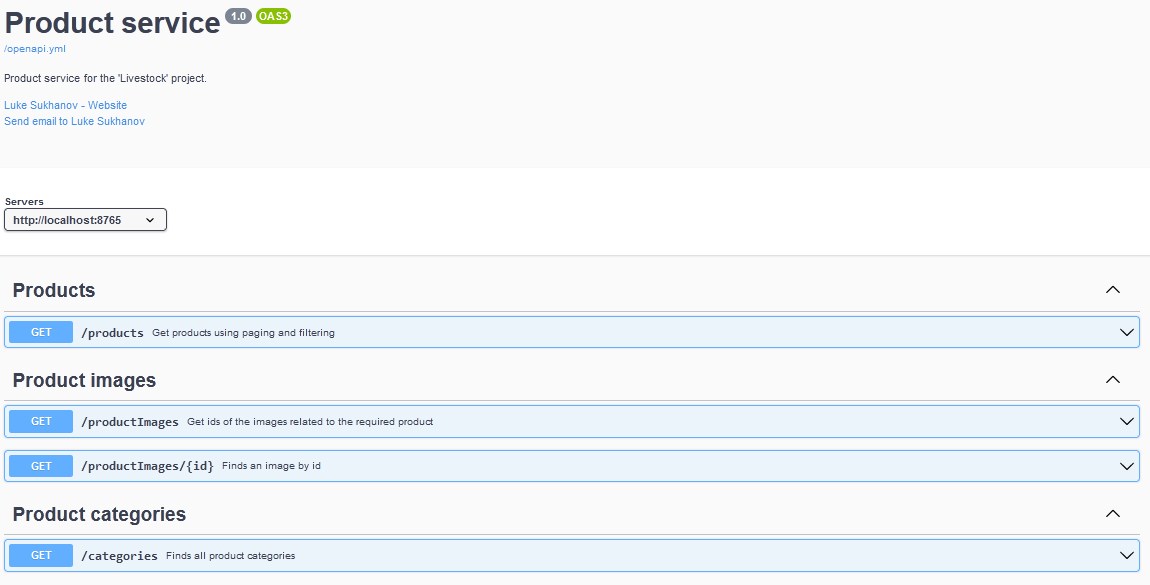 Product service 1.0 OAS3
/openapi.yml
Product service for the 'Livestock' project.
Luke Sukhanov - Website
Send email to Luke Sukhanov
Servers
http://localhost:8765
Products
GET /products Get products using paging and filtering
Product images
GET /productImages Get ids of the images related to the required product
GET /productImages/{id} Finds an image by id
Product categories
GET /categories Finds all product categories